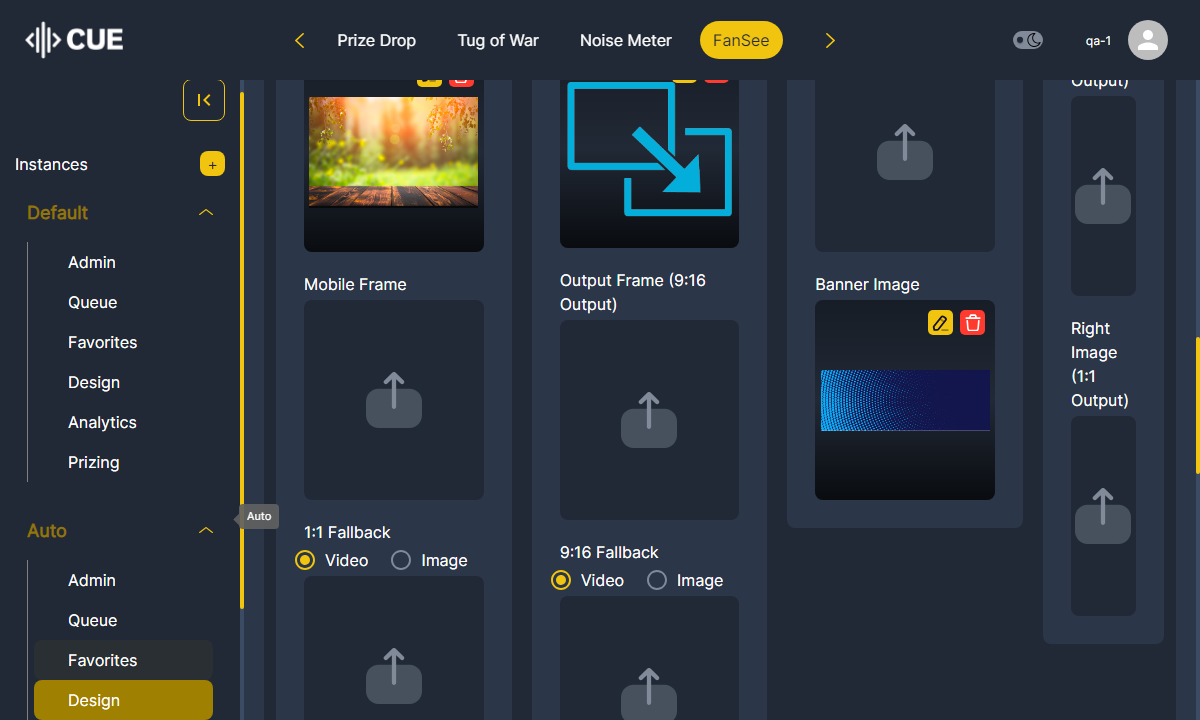 CUE
Prize Drop
Tug of War
Noise Meter
FanSee
qa-1
Instances
+
Default
Admin
Queue
Favorites
Design
Analytics
Prizing
Auto
Auto
Admin
Queue
Favorites
Design
Mobile Frame
1:1 Fallback
Video
Image
Output Frame (9:16
Output)
9:16 Fallback
Video
Image
Banner Image
Output)
Right
Image
(1:1
Output)